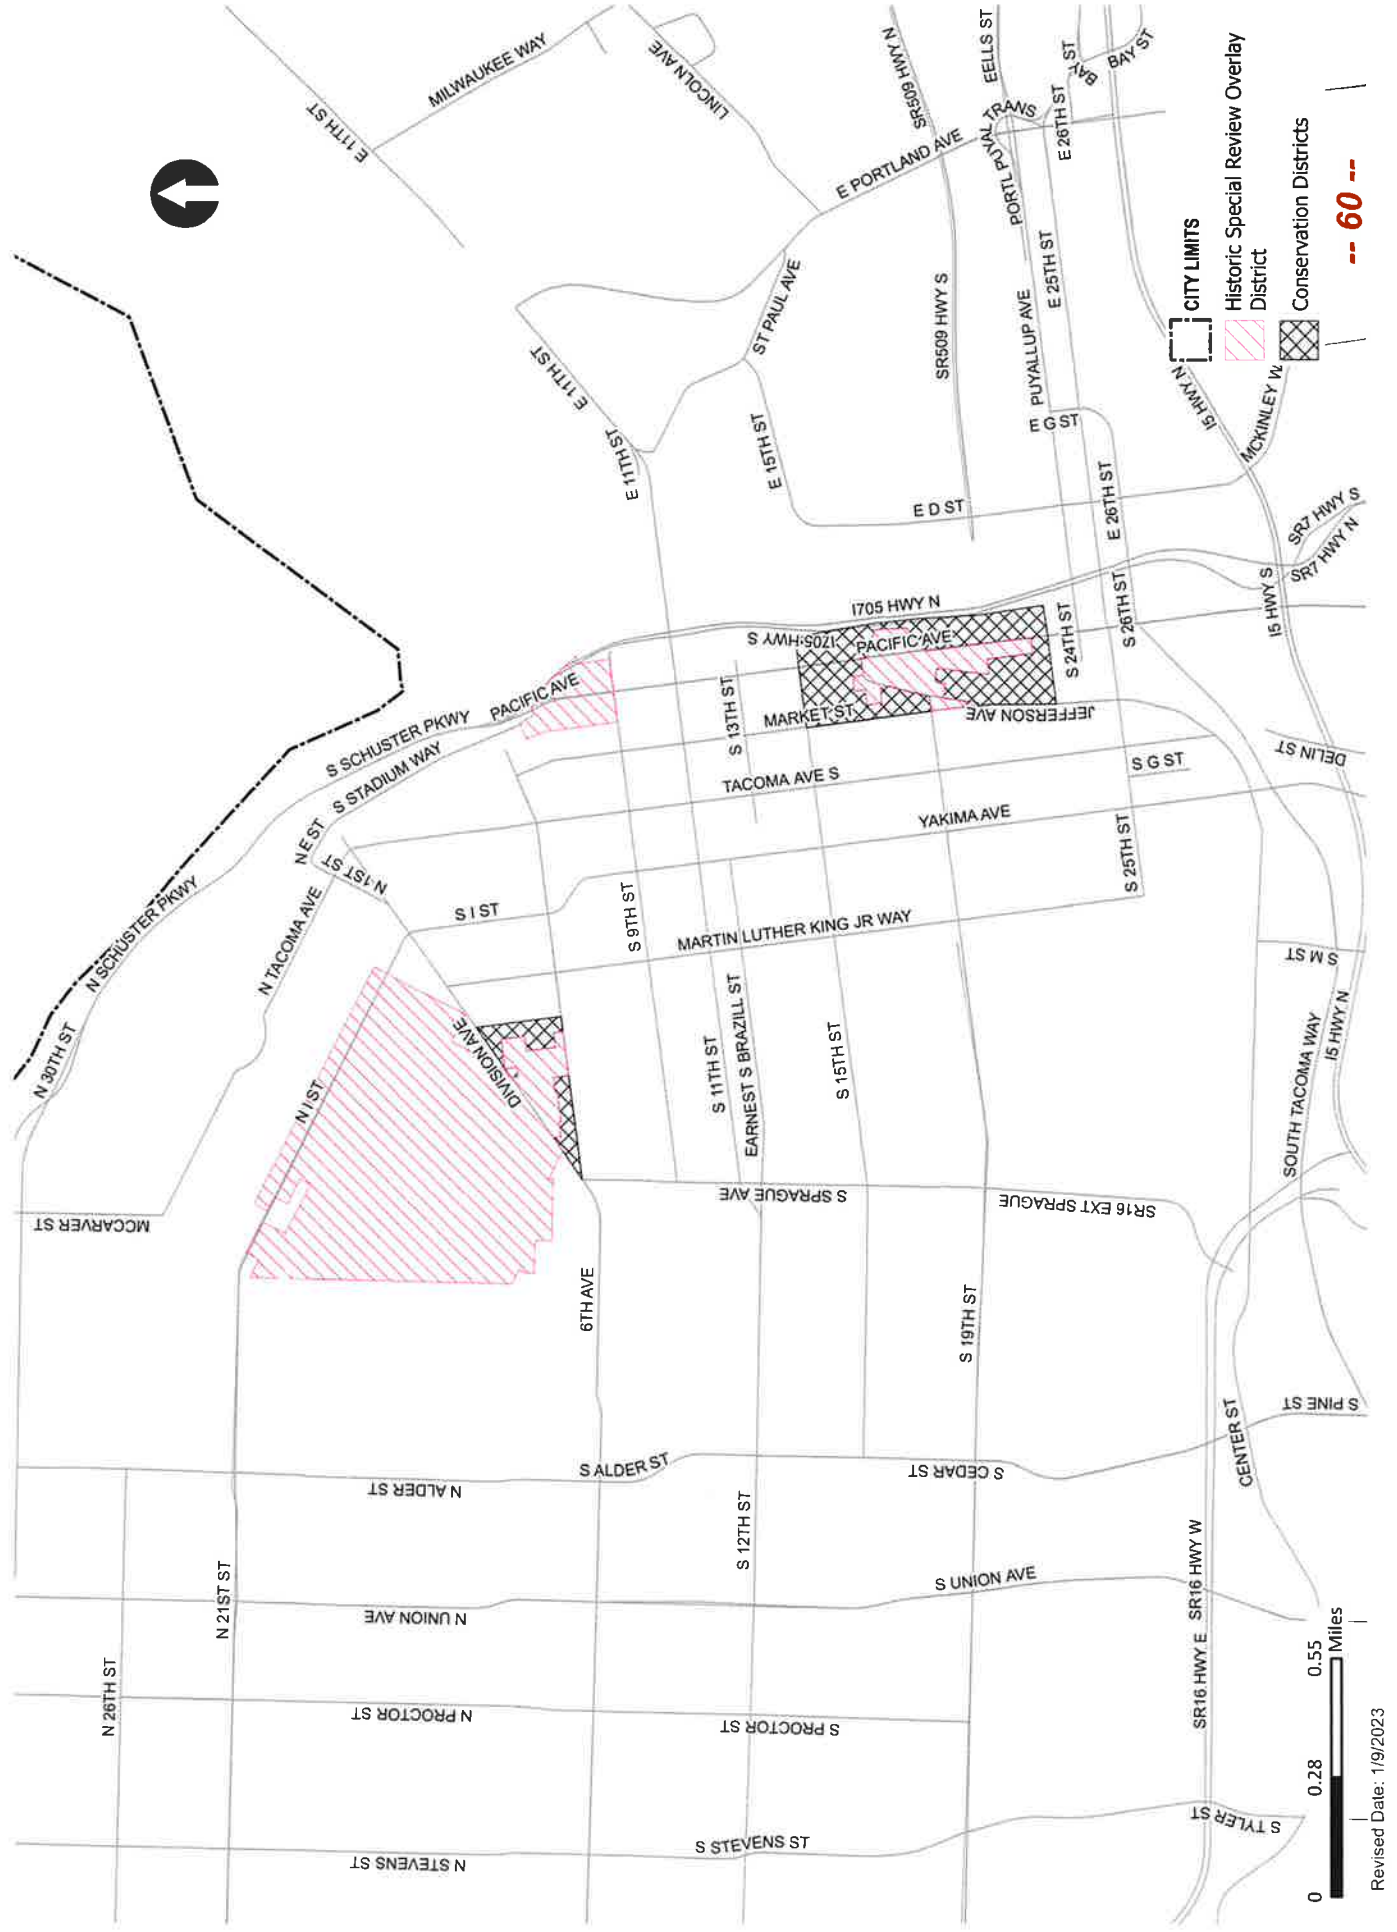 E 11TH ST
MILWAUKEE WAY
LINCOLN AVE
SR509 HWY N
EELLS ST
BAY ST
BAY ST
E 26TH ST
PORTL PUYAL TRANS
E PORTLAND AVE
ST PAUL AVE
E 11TH ST
E 11TH ST
E 15TH ST
SR509 HWY S
PUYALLUP AVE
E 25TH ST
E G ST
E D ST
E 26TH ST
I5 HWY N
MCKINLEY W
SR7 HWY S
SR7 HWY N
I5 HWY S
CITY LIMITS
Historic Special Review Overlay
District
Conservation Districts
-- 60 --
I705 HWY N
I705 HWY S
PACIFIC AVE
S 24TH ST
S 26TH ST
PACIFIC AVE
S SCHUSTER PKWY
S STADIUM WAY
S 13TH ST
MARKET ST
JEFFERSON AVE
TACOMA AVE S
S G ST
DELIN ST
YAKIMA AVE
S 25TH ST
N E ST
N 1ST ST
N SCHUSTER PKWY
N TACOMA AVE
S I ST
S 9TH ST
MARTIN LUTHER KING JR WAY
S M ST
N 30TH ST
N I ST
DIVISION AVE
S 11TH ST
EARNEST S BRAZILL ST
S 15TH ST
SOUTH TACOMA WAY
I5 HWY N
MCCARVER ST
S SPRAGUE AVE
SR16 EXT SPRAGUE
6TH AVE
S 19TH ST
S PINE ST
CENTER ST
N ALDER ST
S ALDER ST
S CEDAR ST
S 12TH ST
N 21ST ST
N UNION AVE
S UNION AVE
SR16 HWY W
SR16 HWY E
N 26TH ST
N PROCTOR ST
S PROCTOR ST
N STEVENS ST
S STEVENS ST
S TYLER ST
0 0.28 0.55
Miles
Revised Date: 1/9/2023